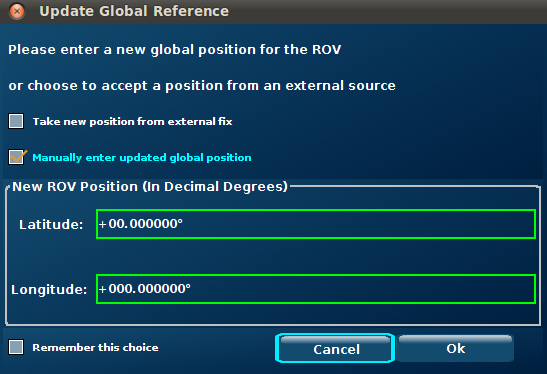 Update Global Reference
Please enter a new global position for the ROV
or choose to accept a position from an external source
Take new position from external fix
Manually enter updated global position
New ROV Position (In Decimal Degrees)
Latitude: +00.000000°
Longitude: +000.000000°
Remember this choice Cancel Ok